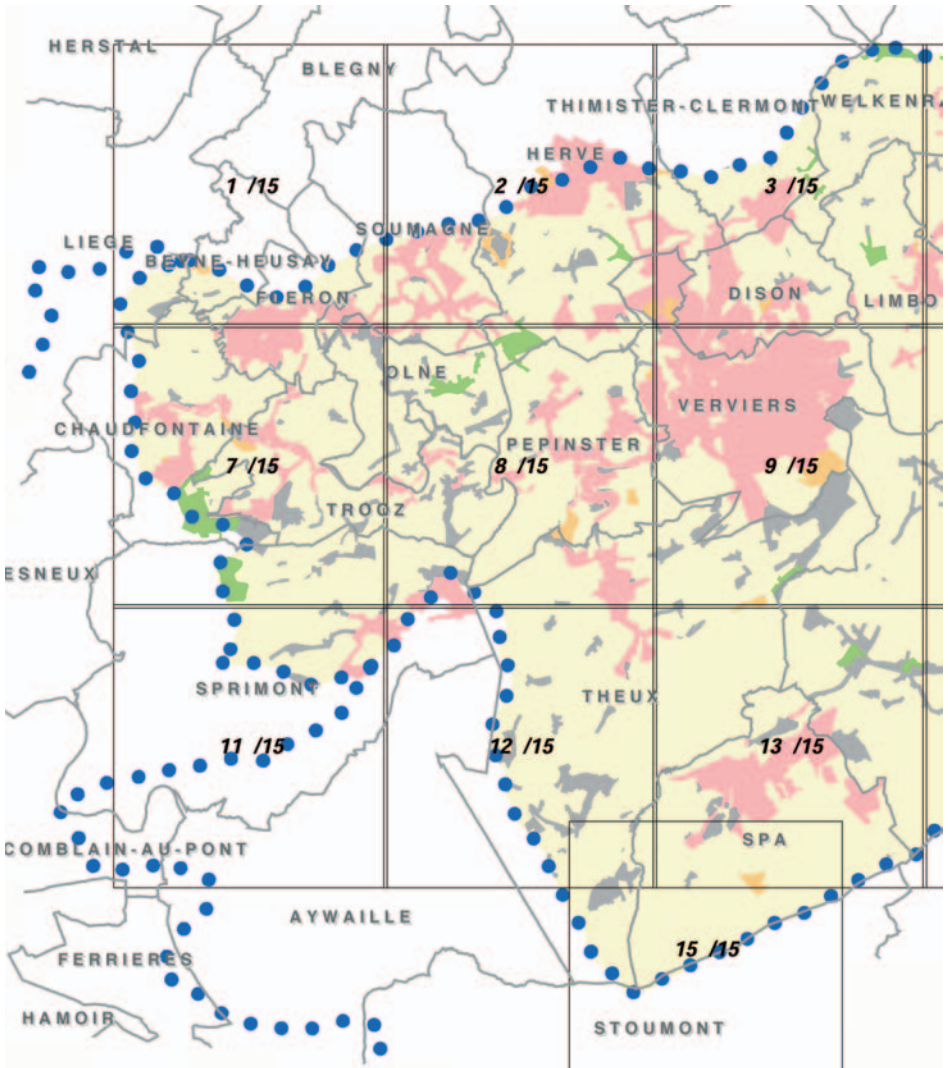 HERSTAL
BLEGNY
THIMISTER-CLERMONT
WELKENRA
HERVE
1 /15
2 /15
3 /15
SOUMAGNE
LIEGE
BEYNE-HEUSAY
FLERON
DISON
LIMBO
OLNE
VERVIERS
CHAUDFONTAINE
PEPINSTER
7 /15
8 /15
9 /15
TROOZ
ESNEUX
SPRIMONT
THEUX
11 /15
12 /15
13 /15
SPA
COMBLAIN-AU-PONT
AYWAILLE
15 /15
FERRIERES
HAMOIR
STOUMONT